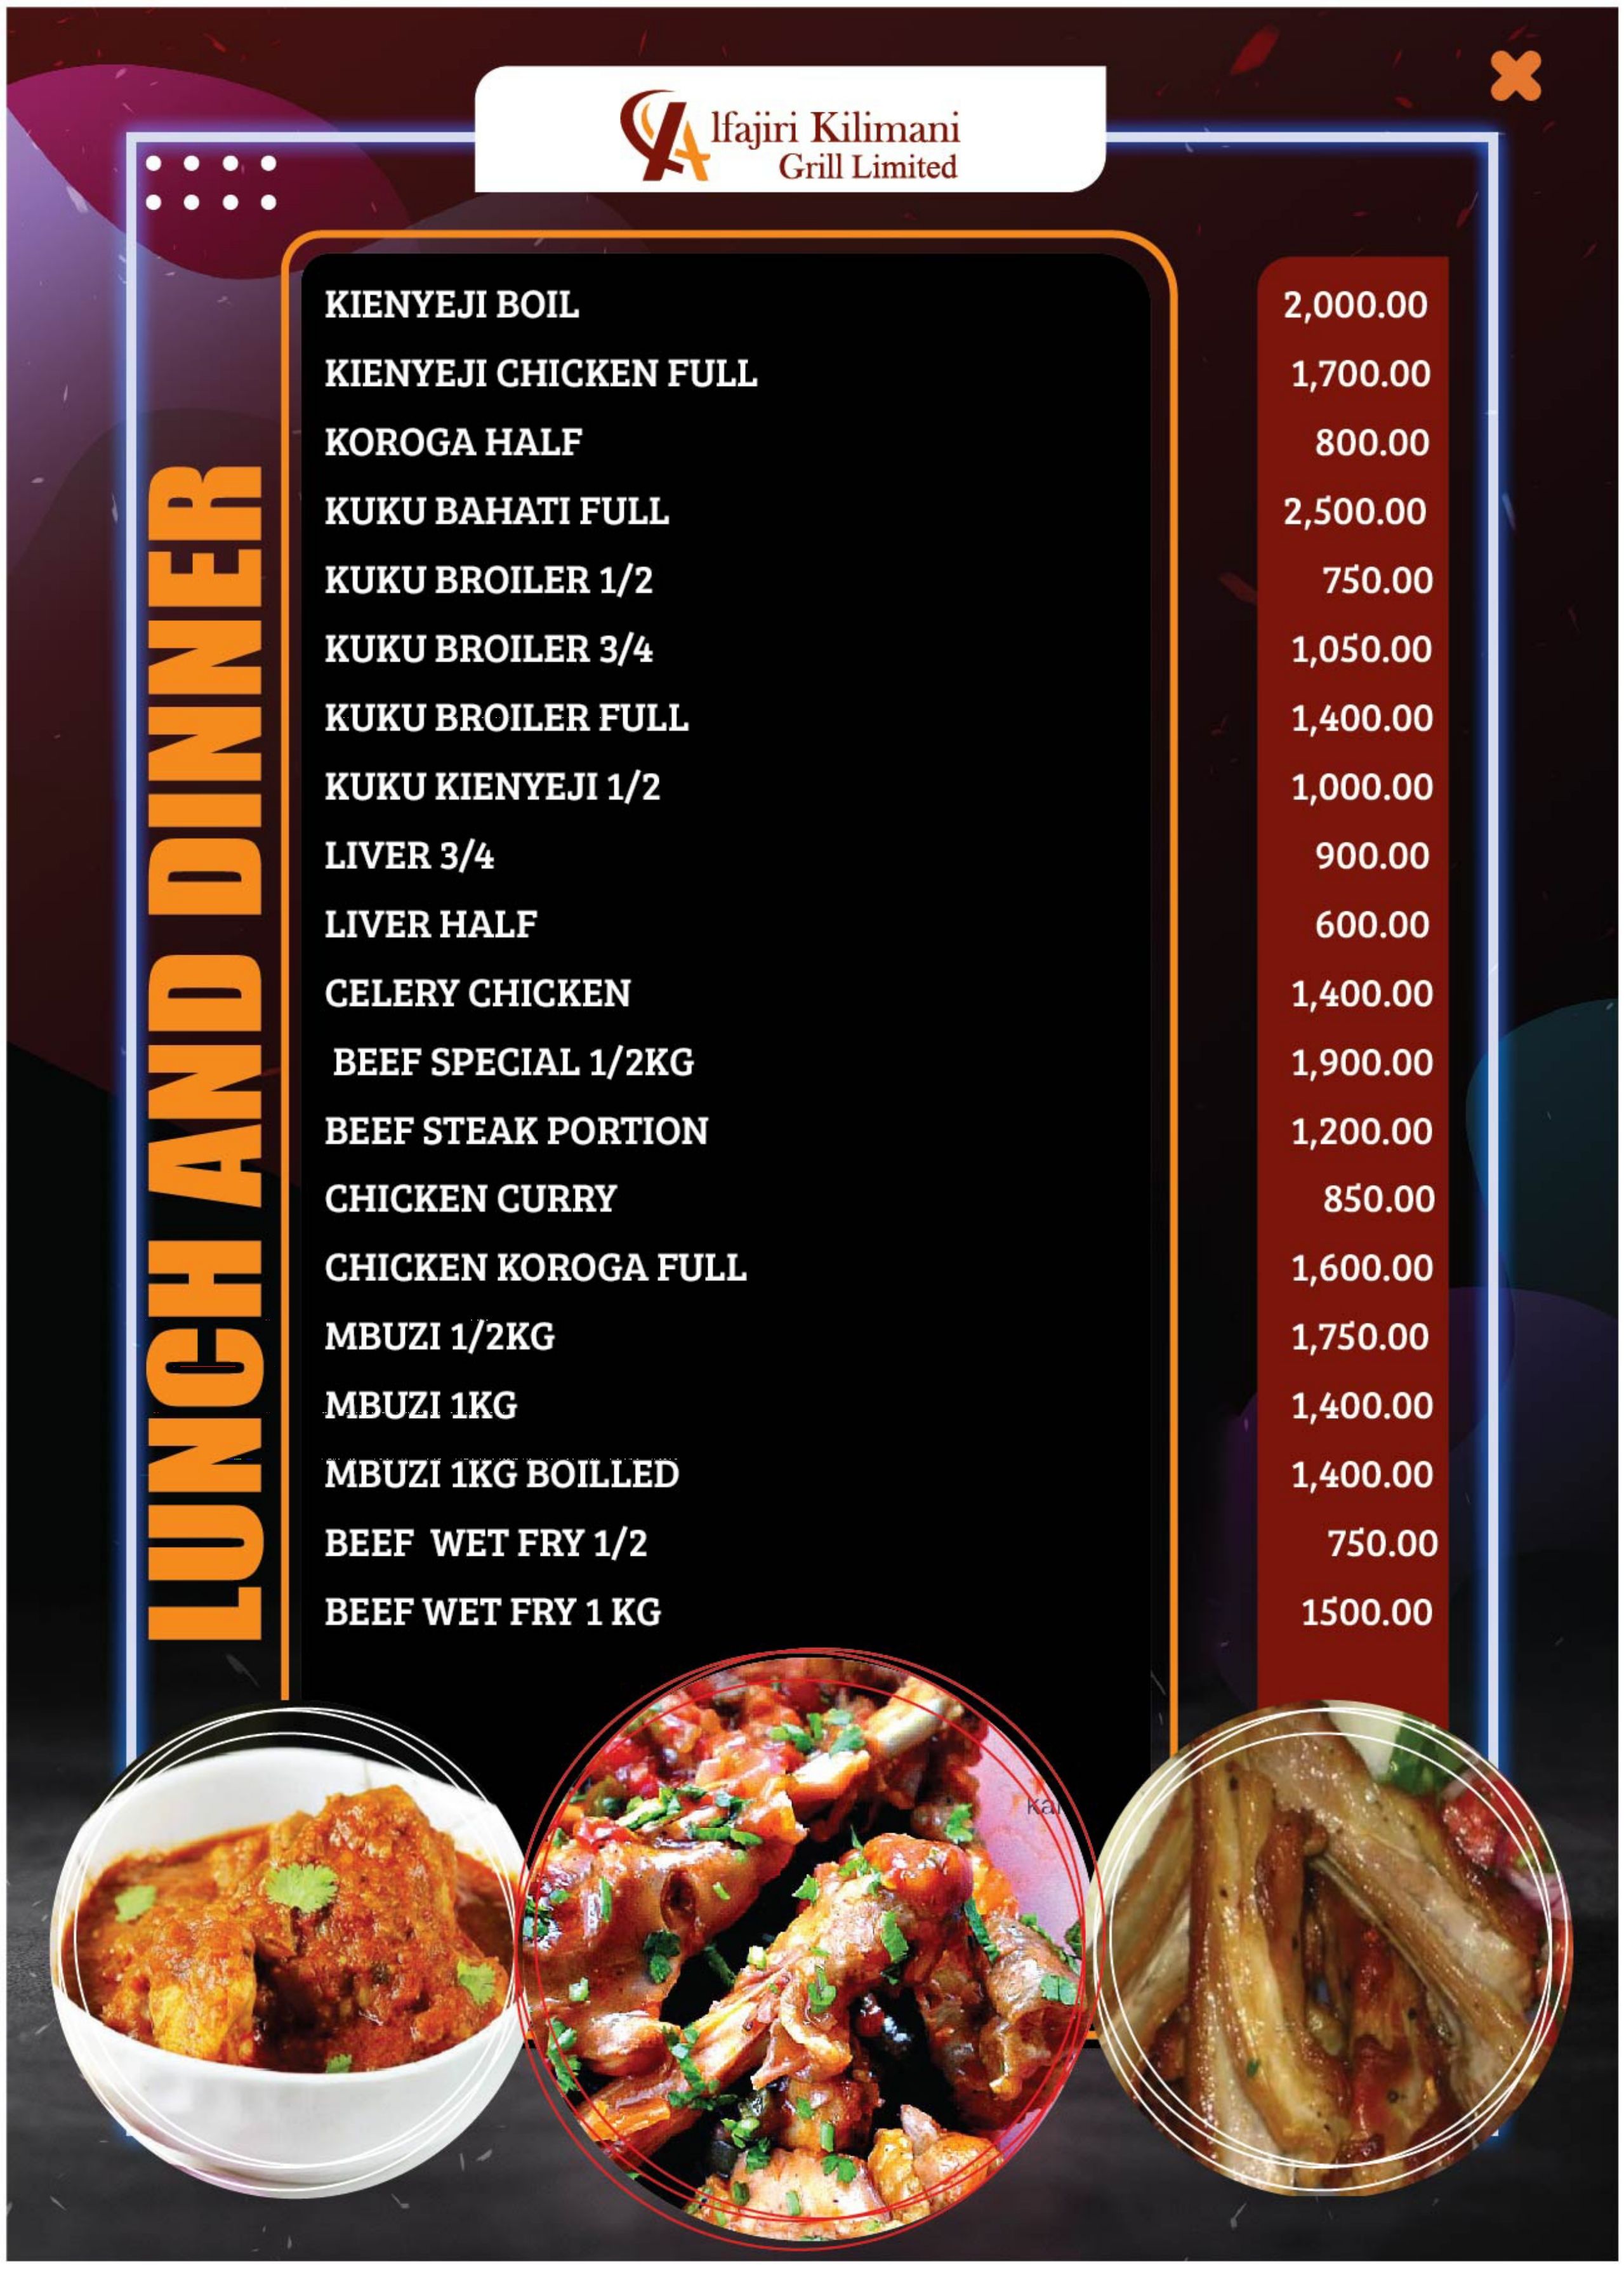 lfajiri Kilimani
Grill Limited
LUNCH AND DINNER
KIENYEJI BOIL 2,000.00
KIENYEJI CHICKEN FULL 1,700.00
KOROGA HALF 800.00
KUKU BAHATI FULL 2,500.00
KUKU BROILER 1/2 750.00
KUKU BROILER 3/4 1,050.00
KUKU BROILER FULL 1,400.00
KUKU KIENYEJI 1/2 1,000.00
LIVER 3/4 900.00
LIVER HALF 600.00
CELERY CHICKEN 1,400.00
BEEF SPECIAL 1/2KG 1,900.00
BEEF STEAK PORTION 1,200.00
CHICKEN CURRY 850.00
CHICKEN KOROGA FULL 1,600.00
MBUZI 1/2KG 1,750.00
MBUZI 1KG 1,400.00
MBUZI 1KG BOILLED 1,400.00
BEEF WET FRY 1/2 750.00
BEEF WET FRY 1 KG 1500.00